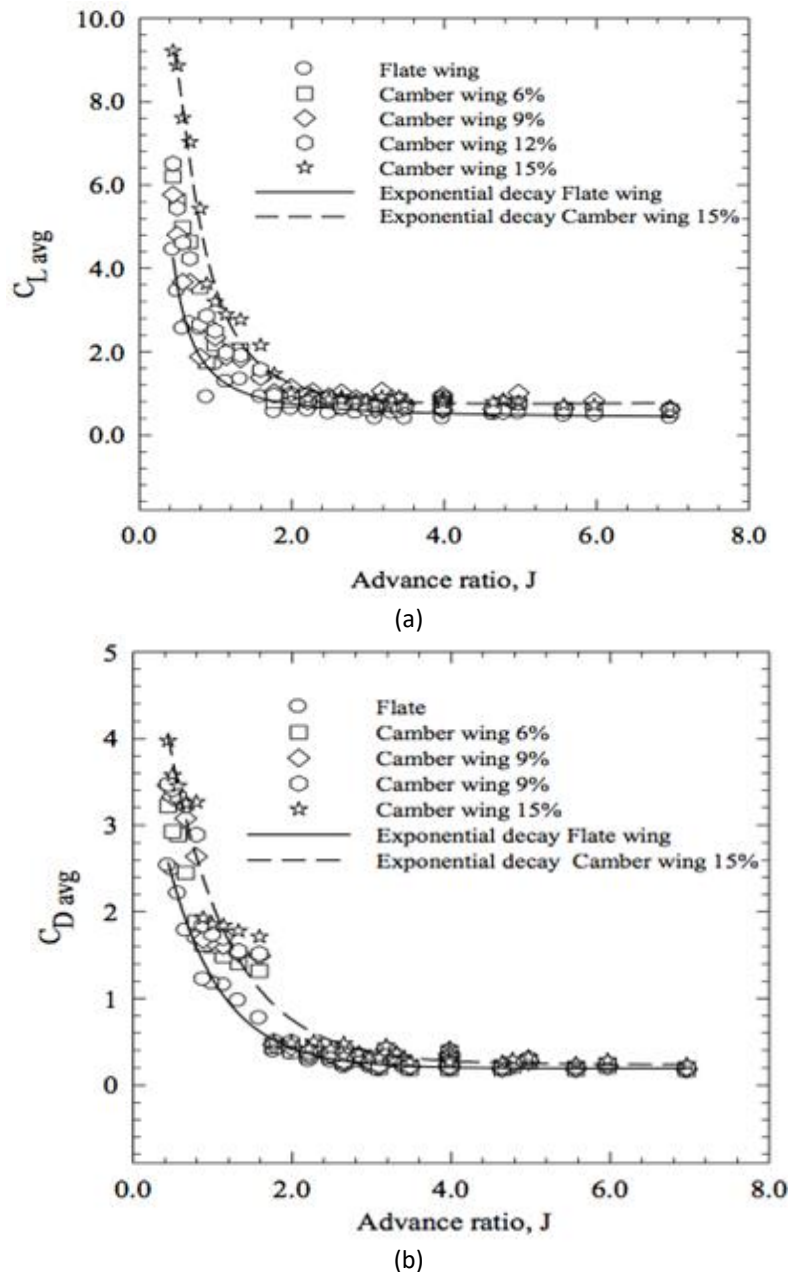 10.0
8.0
6.0
4.0
2.0
0.0
C L avg
Flate wing
Camber wing 6%
Camber wing 9%
Camber wing 12%
Camber wing 15%
Exponential decay Flate wing
Exponential decay Camber wing 15%
0.0 2.0 4.0 6.0 8.0
Advance ratio, J
(a)
5
4
3
2
1
0
C D avg
Flate
Camber wing 6%
Camber wing 9%
Camber wing 9%
Camber wing 15%
Exponential decay Flate wing
Exponential decay Camber wing 15%
0.0 2.0 4.0 6.0 8.0
Advance ratio, J
(b)